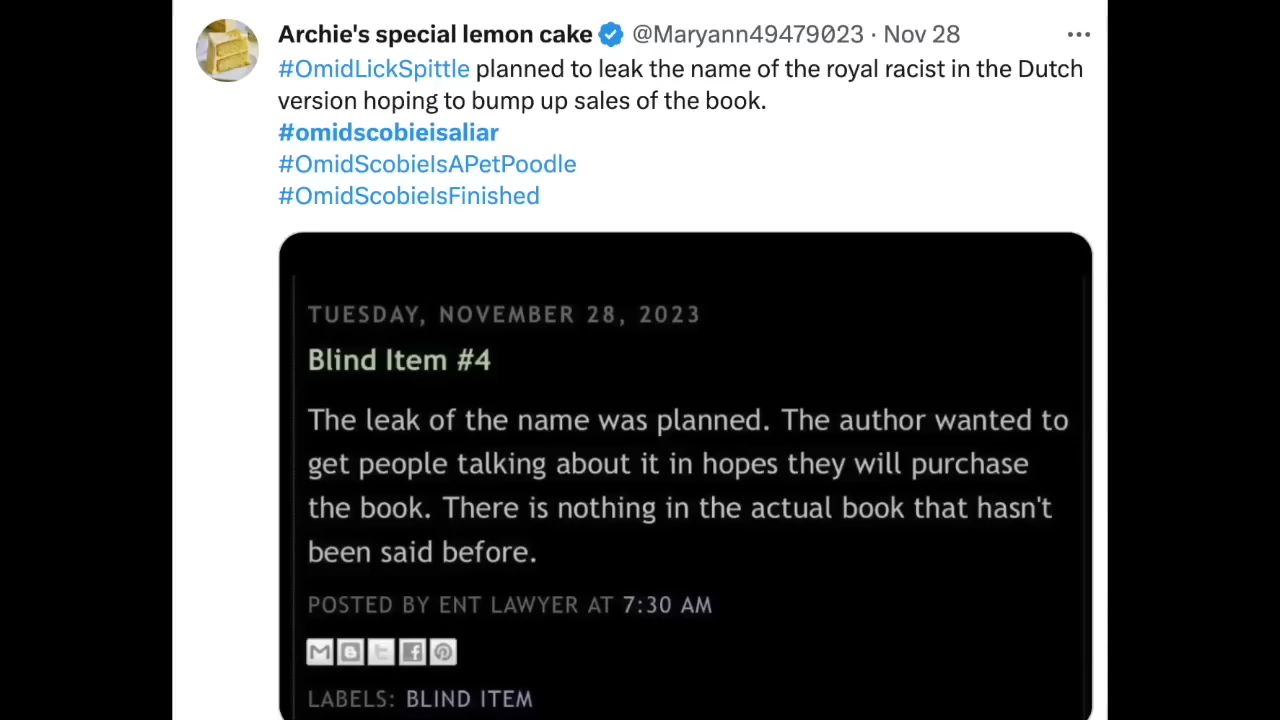 Archie's special lemon cake @Maryann49479023 · Nov 28
#OmidLickSpittle planned to leak the name of the royal racist in the Dutch
version hoping to bump up sales of the book.
#omidscobieisaliar
#OmidScobieIsAPetPoodle
#OmidScobieIsFinished
TUESDAY, NOVEMBER 28, 2023
Blind Item #4
The leak of the name was planned. The author wanted to
get people talking about it in hopes they will purchase
the book. There is nothing in the actual book that hasn't
been said before.
POSTED BY ENT LAWYER AT 7:30 AM
LABELS: BLIND ITEM